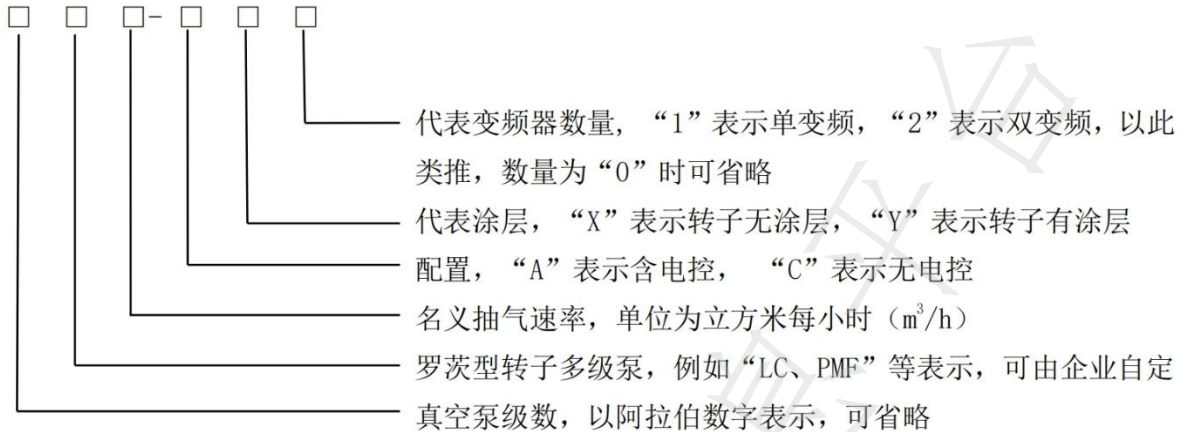 □ □ □-□ □ □
代表变频器数量，“1”表示单变频，“2”表示双变频，以此
类推，数量为“0”时可省略
代表涂层，“X”表示转子无涂层，“Y”表示转子有涂层
配置，“A”表示含电控， “C”表示无电控
名义抽气速率，单位为立方米每小时（m³/h）
罗茨型转子多级泵，例如“LC、PMF”等表示，可由企业自定
真空泵级数，以阿拉伯数字表示，可省略